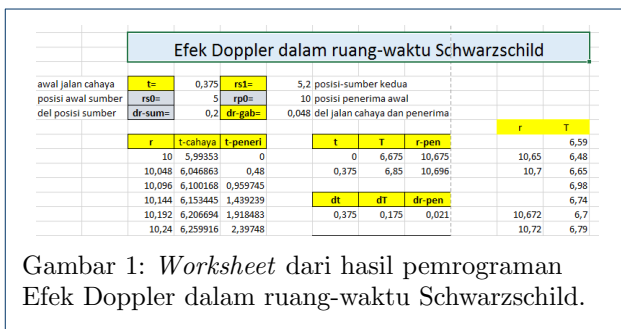 Efek Doppler dalam ruang-waktu Schwarzschild
awal jalan cahaya t= 0,375 rs1= 5,2 posisi-sumber kedua
posisi awal sumber rs0= 5 rp0= 10 posisi penerima awal
del posisi sumber dr-sum= 0,2 dr-gab= 0,048 del jalan cahaya dan penerima
r T
r t-cahaya t-peneri t T r-pen 6,59
10 5,99353 0 0 6,675 10,675 10,65 6,48
10,048 6,046863 0,48 0,375 6,85 10,696 10,7 6,65
10,096 6,100168 0,959745 6,98
10,144 6,153445 1,439239 dt dT dr-pen 6,74
10,192 6,206694 1,918483 0,375 0,175 0,021 10,672 6,7
10,24 6,259916 2,39748 10,72 6,79
Gambar 1: Worksheet dari hasil pemrograman
Efek Doppler dalam ruang-waktu Schwarzschild.